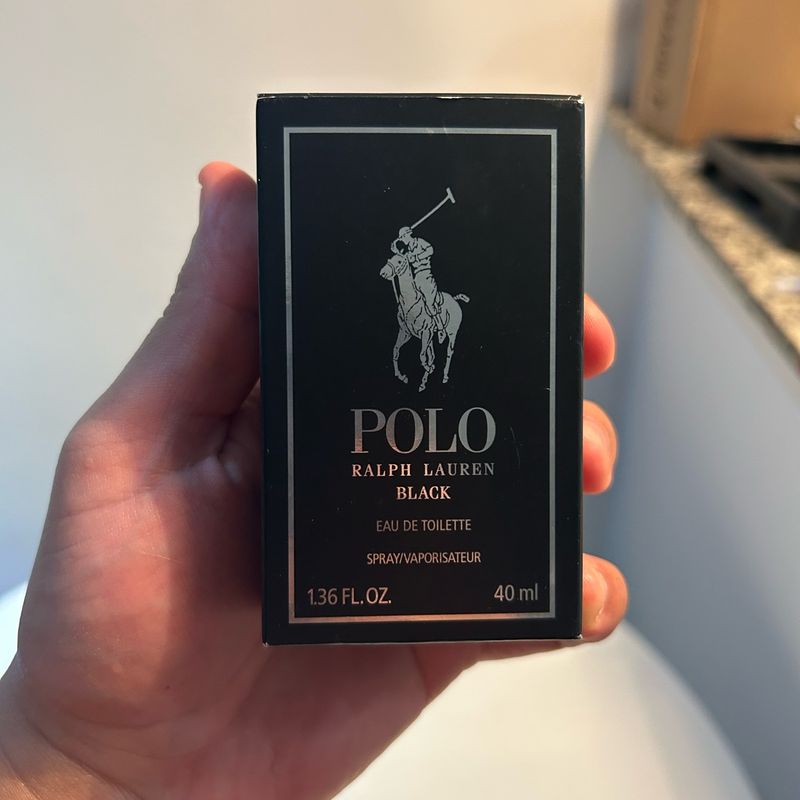 POLO
RALPH LAUREN
BLACK
EAU DE TOILETTE
SPRAY/VAPORISATEUR
1.36 FL. OZ. 40 ml